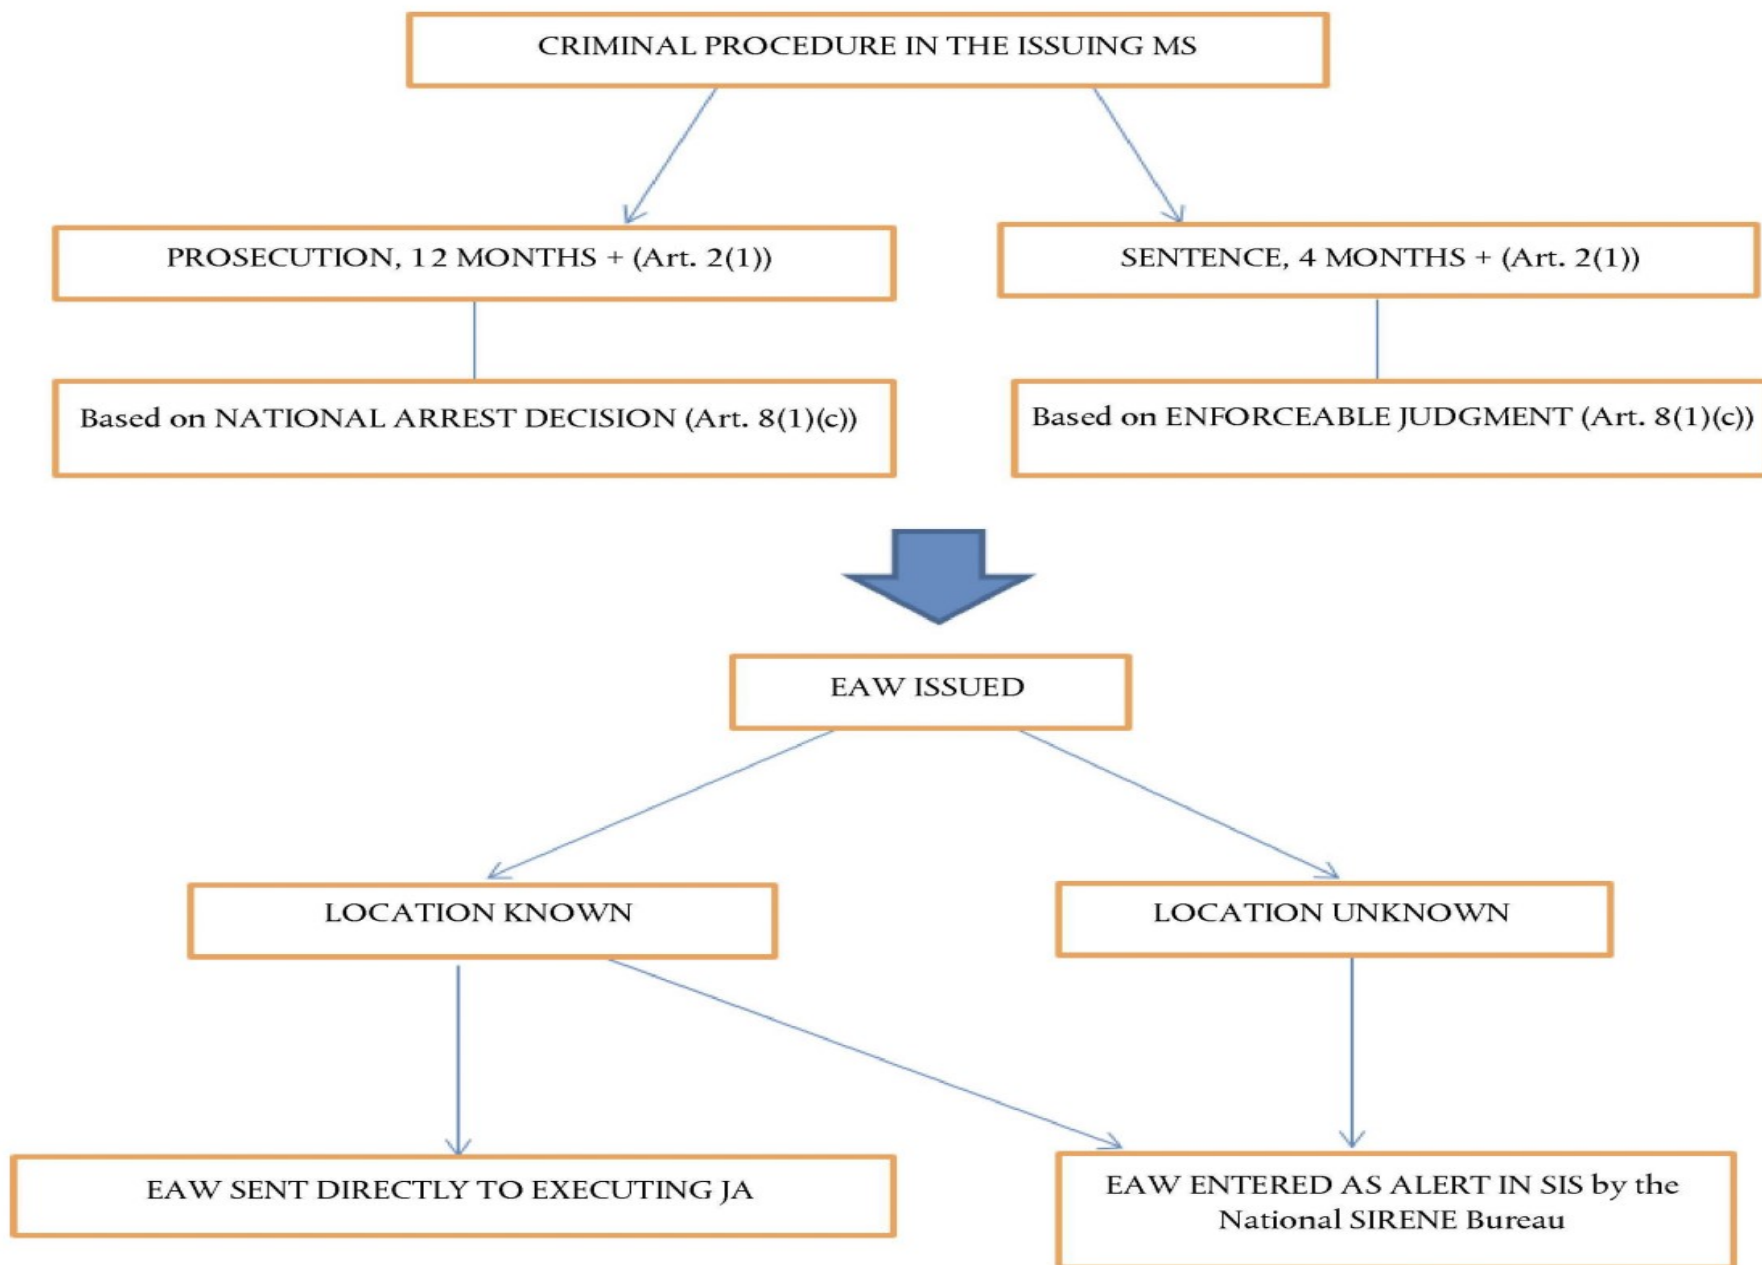 CRIMINAL PROCEDURE IN THE ISSUING MS
PROSECUTION, 12 MONTHS + (Art. 2(1))
SENTENCE, 4 MONTHS + (Art. 2(1))
Based on NATIONAL ARREST DECISION (Art. 8(1)(c))
Based on ENFORCEABLE JUDGMENT (Art. 8(1)(c))
EAW ISSUED
LOCATION KNOWN
LOCATION UNKNOWN
EAW SENT DIRECTLY TO EXECUTING JA
EAW ENTERED AS ALERT IN SIS by the
National SIRENE Bureau